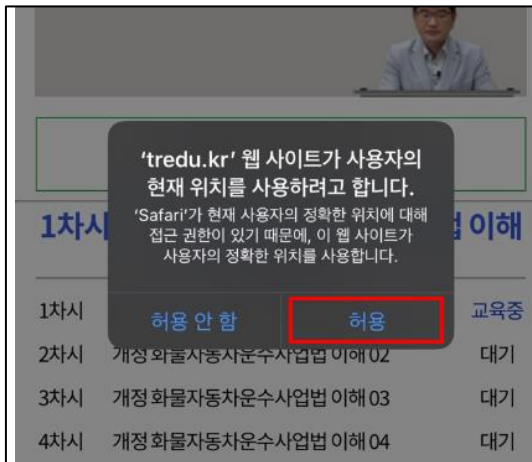 'tredu.kr' 웹 사이트가 사용자의
현재 위치를 사용하려고 합니다.
'Safari'가 현재 사용자의 정확한 위치에 대해
접근 권한이 있기 때문에, 이 웹 사이트가
사용자의 정확한 위치를 사용합니다.
허용 안 함 허용
1차시 법 이해
1차시 교육중
2차시 개정 화물자동차운수사업법 이해 02 대기
3차시 개정 화물자동차운수사업법 이해 03 대기
4차시 개정 화물자동차운수사업법 이해 04 대기